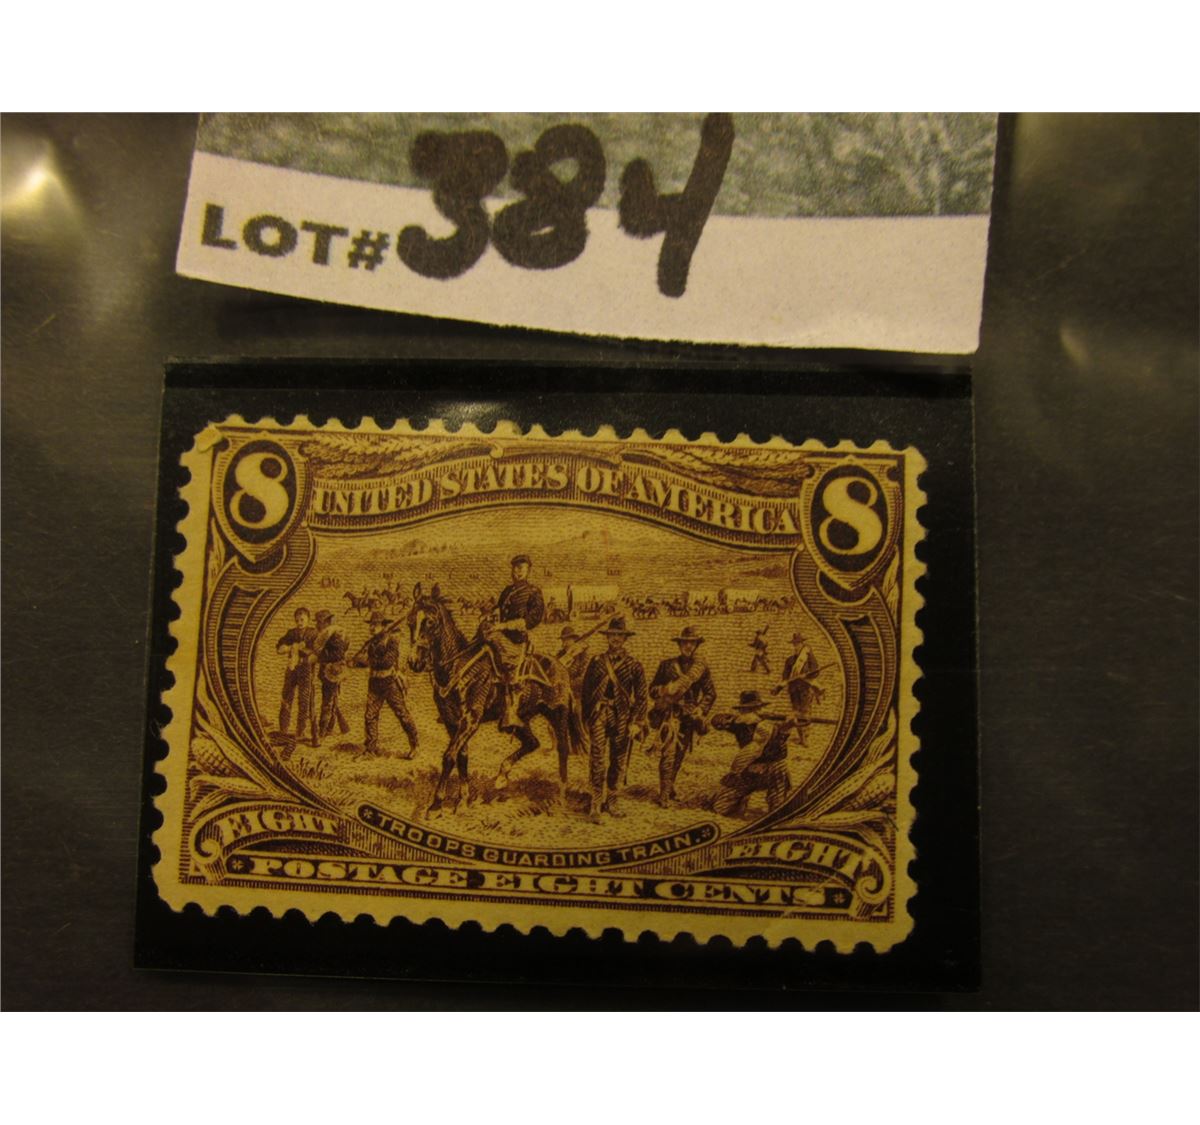 LOT# 384
8 UNITED STATES OF AMERICA 8
*TROOPS GUARDING TRAIN.*
EIGHT EIGHT
*POSTAGE EIGHT CENTS*